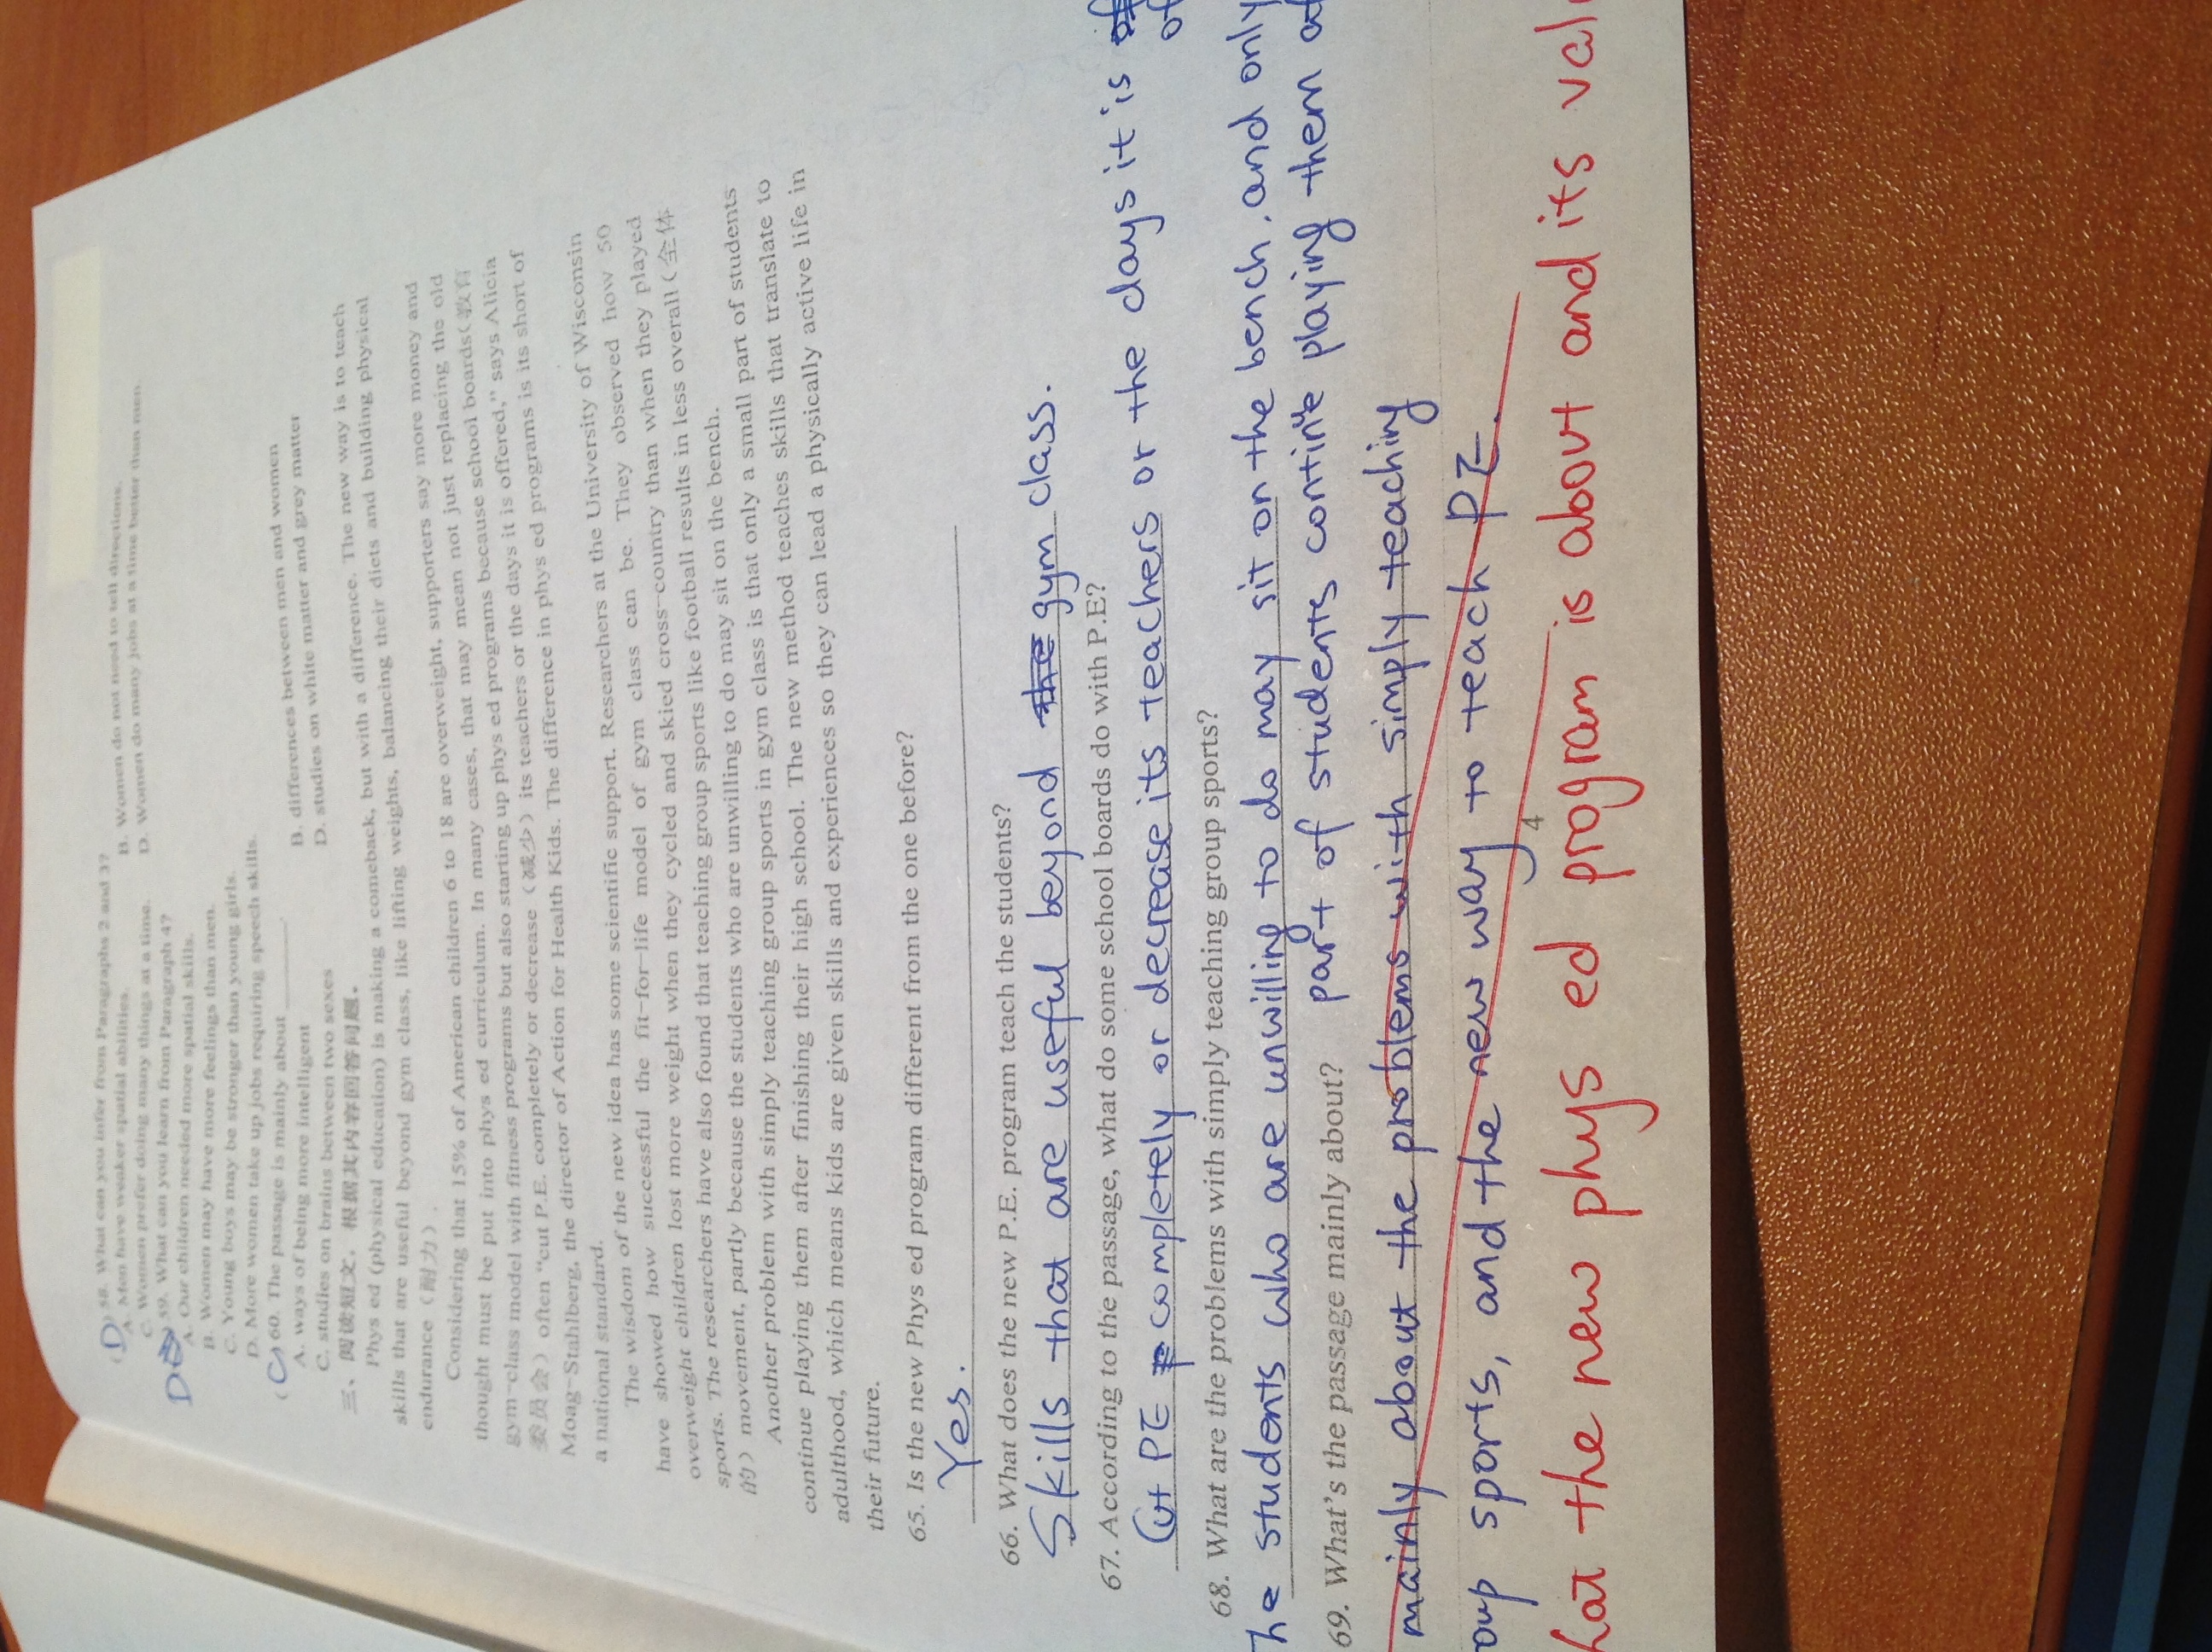 (D) 58. What can you infer from Paragraphs 2 and 3?
A. Men have weaker spatial abilities. B. Women do not need to tell directions.
C. Women prefer doing many things at a time. D. Women do many jobs at a time better than men.
D 59. What can you learn from Paragraph 4?
A. Our children needed more spatial skills.
B. Women may have more feelings than men.
C. Young boys may be stronger than young girls.
D. More women take up jobs requiring speech skills.
(C) 60. The passage is mainly about ________.
A. ways of being more intelligent B. differences between men and women
C. studies on brains between two sexes D. studies on white matter and grey matter
三、阅读短文，根据其内容回答问题。
Phys ed (physical education) is making a comeback, but with a difference. The new way is to teach
skills that are useful beyond gym class, like lifting weights, balancing their diets and building physical
endurance（耐力）.
Considering that 15% of American children 6 to 18 are overweight, supporters say more money and
thought must be put into phys ed curriculum. In many cases, that may mean not just replacing the old
gym-class model with fitness programs but also starting up phys ed programs because school boards（教育
委员会）often “cut P.E. completely or decrease（减少）its teachers or the days it is offered,” says Alicia
Moag-Stahlberg, the director of Action for Health Kids. The difference in phys ed programs is its short of
a national standard.
The wisdom of the new idea has some scientific support. Researchers at the University of Wisconsin
have showed how successful the fit-for-life model of gym class can be. They observed how 50
overweight children lost more weight when they cycled and skied cross-country than when they played
sports. The researchers have also found that teaching group sports like football results in less overall（全体
的）movement, partly because the students who are unwilling to do may sit on the bench.
Another problem with simply teaching group sports in gym class is that only a small part of students
continue playing them after finishing their high school. The new method teaches skills that translate to
adulthood, which means kids are given skills and experiences so they can lead a physically active life in
their future.
65. Is the new Phys ed program different from the one before?
Yes.
66. What does the new P.E. program teach the students?
Skills that are useful beyond the gym class.
67. According to the passage, what do some school boards do with P.E?
Cut PE completely or decrease its teachers or the days it is
of
68. What are the problems with simply teaching group sports?
he students who are unwilling to do may sit on the bench, and only
part of students continue playing them
69. What's the passage mainly about?
mainly about the problems with simply teaching
oup sports, and the new way to teach PE.
4
hat the new phys ed program is about and its val